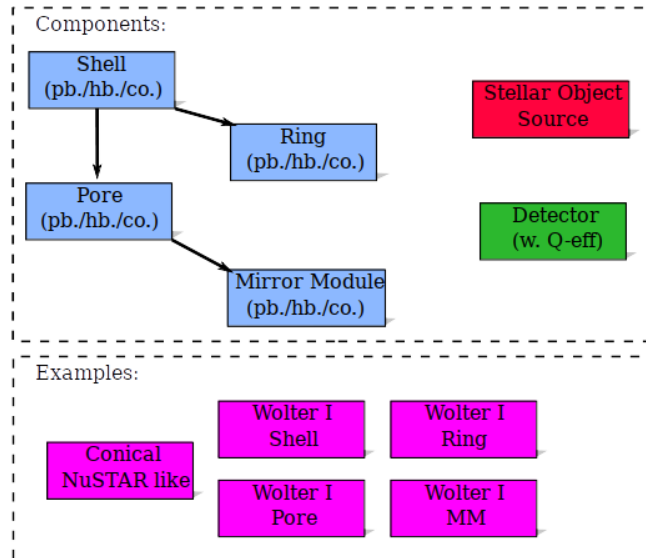 Components:
Shell
(pb./hb./co.)
Stellar Object
Source
Ring
(pb./hb./co.)
Pore
(pb./hb./co.)
Detector
(w. Q-eff)
Mirror Module
(pb./hb./co.)
Examples:
Conical
NuSTAR like
Wolter I
Shell
Wolter I
Ring
Wolter I
Pore
Wolter I
MM